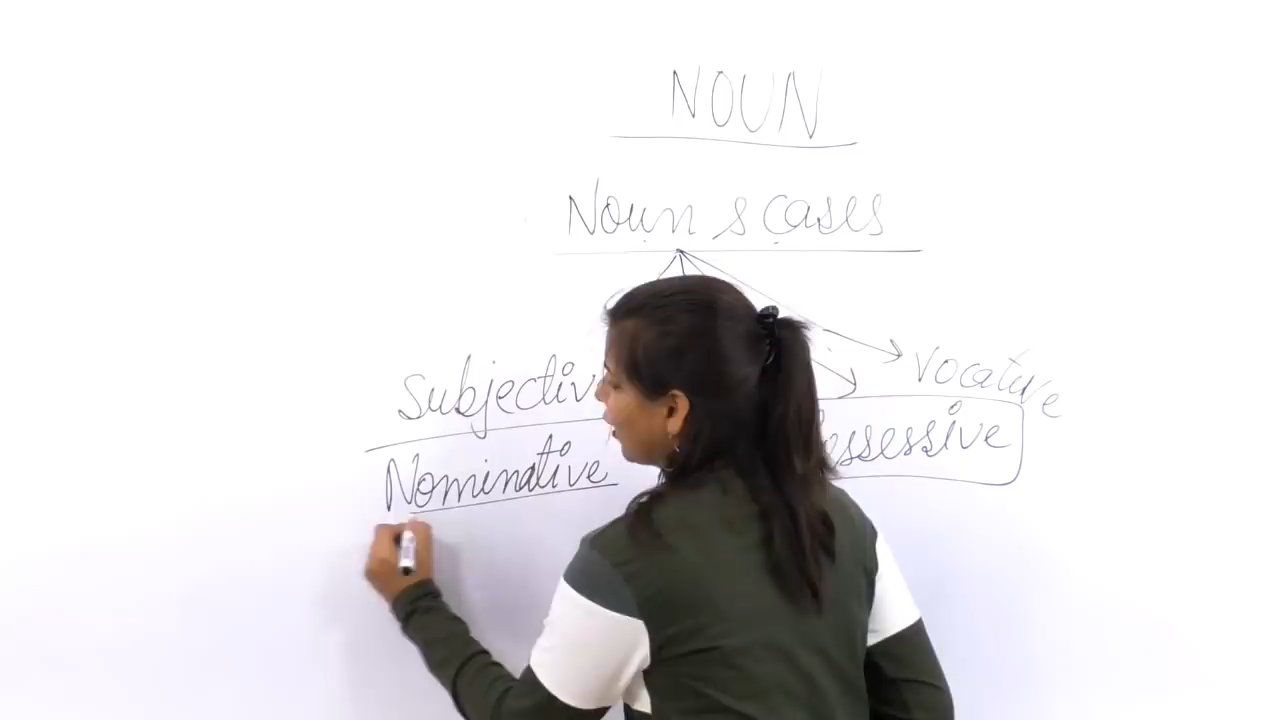 NOUN
Noun s cases
Vocative
Subjectiv
essessive
Nominative